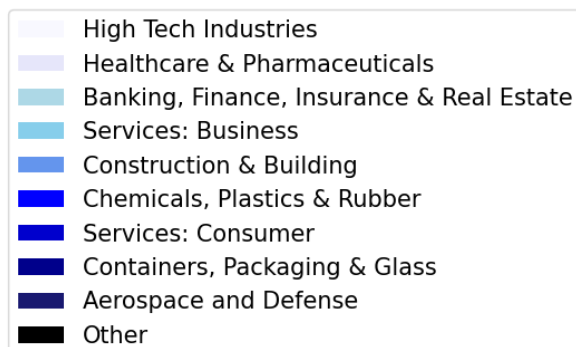 High Tech Industries
Healthcare & Pharmaceuticals
Banking, Finance, Insurance & Real Estate
Services: Business
Construction & Building
Chemicals, Plastics & Rubber
Services: Consumer
Containers, Packaging & Glass
Aerospace and Defense
Other